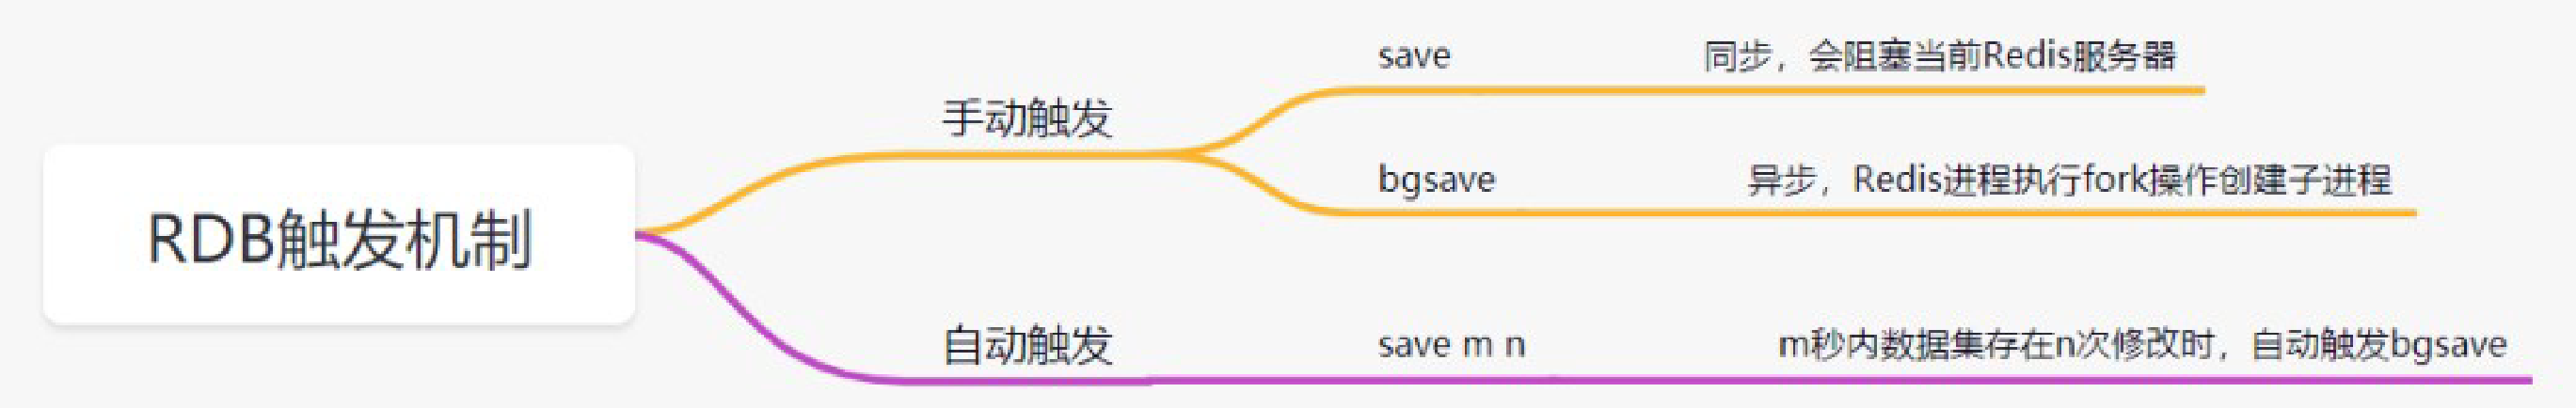 RDB触发机制
手动触发
save
同步，会阻塞当前Redis服务器
bgsave
异步，Redis进程执行fork操作创建子进程
自动触发
save m n
m秒内数据集存在n次修改时，自动触发bgsave